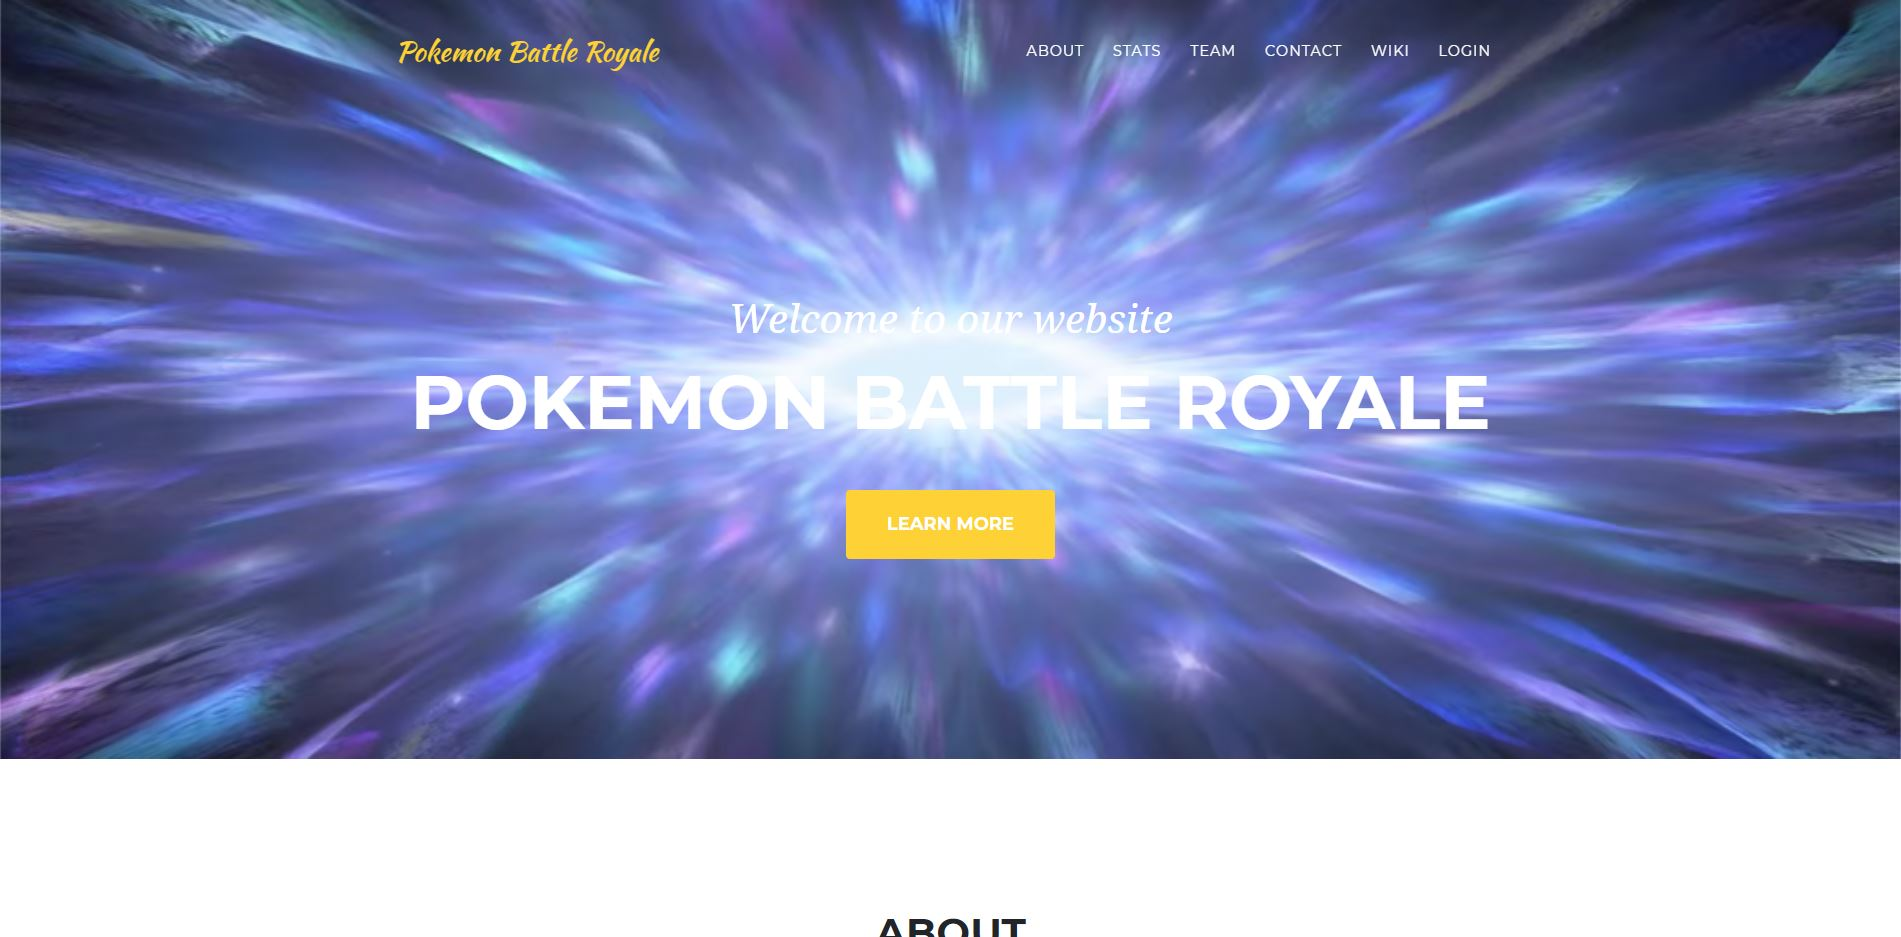 Pokemon Battle Royale
ABOUT STATS TEAM CONTACT WIKI LOGIN
Welcome to our website
POKEMON BATTLE ROYALE
LEARN MORE
ABOUT